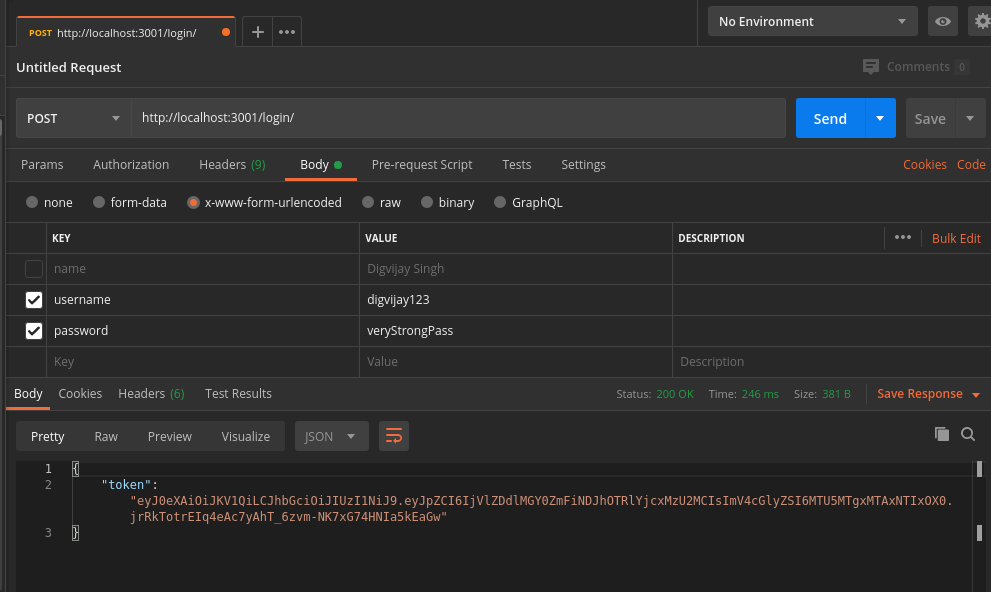 POST http://localhost:3001/login/
No Environment
Untitled Request
Comments 0
POST http://localhost:3001/login/ Send Save
Params Authorization Headers (9) Body Pre-request Script Tests Settings Cookies Code
none form-data x-www-form-urlencoded raw binary GraphQL
KEY VALUE DESCRIPTION Bulk Edit
name Digvijay Singh
username digvijay123
password veryStrongPass
Key Value Description
Body Cookies Headers (6) Test Results Status: 200 OK Time: 246 ms Size: 381 B Save Response
Pretty Raw Preview Visualize JSON
1 {
2 "token":
"eyJ0eXAiOiJKV1QiLCJhbGciOiJIUzI1NiJ9.eyJpZCI6IjVlZDdlMGY0ZmFiNDJhOTRlYjcxMzU2MCIsImV4cGlyZSI6MTU5MTgxMTAxNTIxOX0.
jrRkTotrEIq4eAc7yAhT_6zvm-NK7xG74HNIa5kEaGw"
3 }